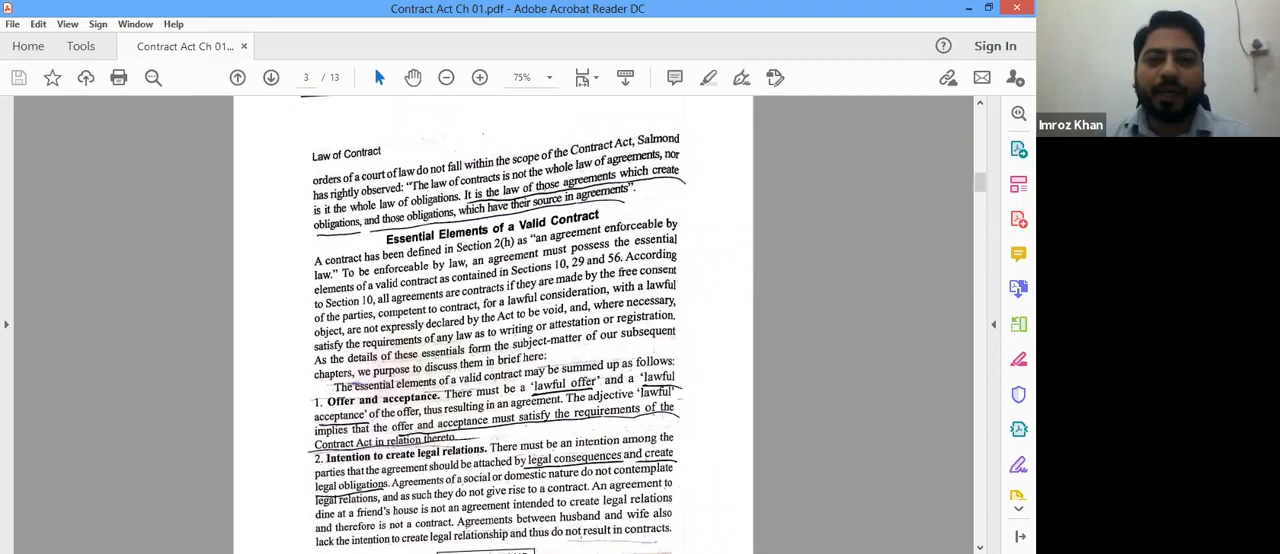 Contract Act Ch 01.pdf - Adobe Acrobat Reader DC
File Edit View Sign Window Help
Home Tools Contract Act Ch 01... × Sign In
3 / 13 75%
Imroz Khan
Law of Contract
orders of a court of law do not fall within the scope of the Contract Act, Salmond
has rightly observed: "The law of contracts is not the whole law of agreements, nor
is it the whole law of obligations. It is the law of those agreements which create
obligations, and those obligations, which have their source in agreements".
Essential Elements of a Valid Contract
A contract has been defined in Section 2(h) as "an agreement enforceable by
law." To be enforceable by law, an agreement must possess the essential
elements of a valid contract as contained in Sections 10, 29 and 56. According
to Section 10, all agreements are contracts if they are made by the free consent
of the parties, competent to contract, for a lawful consideration, with a lawful
object, are not expressly declared by the Act to be void, and, where necessary,
satisfy the requirements of any law as to writing or attestation or registration.
As the details of these essentials form the subject-matter of our subsequent
chapters, we purpose to discuss them in brief here:
The essential elements of a valid contract may be summed up as follows:
1. Offer and acceptance. There must be a 'lawful offer' and a 'lawful
acceptance' of the offer, thus resulting in an agreement. The adjective 'lawful'
implies that the offer and acceptance must satisfy the requirements of the
Contract Act in relation thereto
2. Intention to create legal relations. There must be an intention among the
parties that the agreement should be attached by legal consequences and create
legal obligations. Agreements of a social or domestic nature do not contemplate
legal relations, and as such they do not give rise to a contract. An agreement to
dine at a friend's house is not an agreement intended to create legal relations
and therefore is not a contract. Agreements between husband and wife also
lack the intention to create legal relationship and thus do not result in contracts.